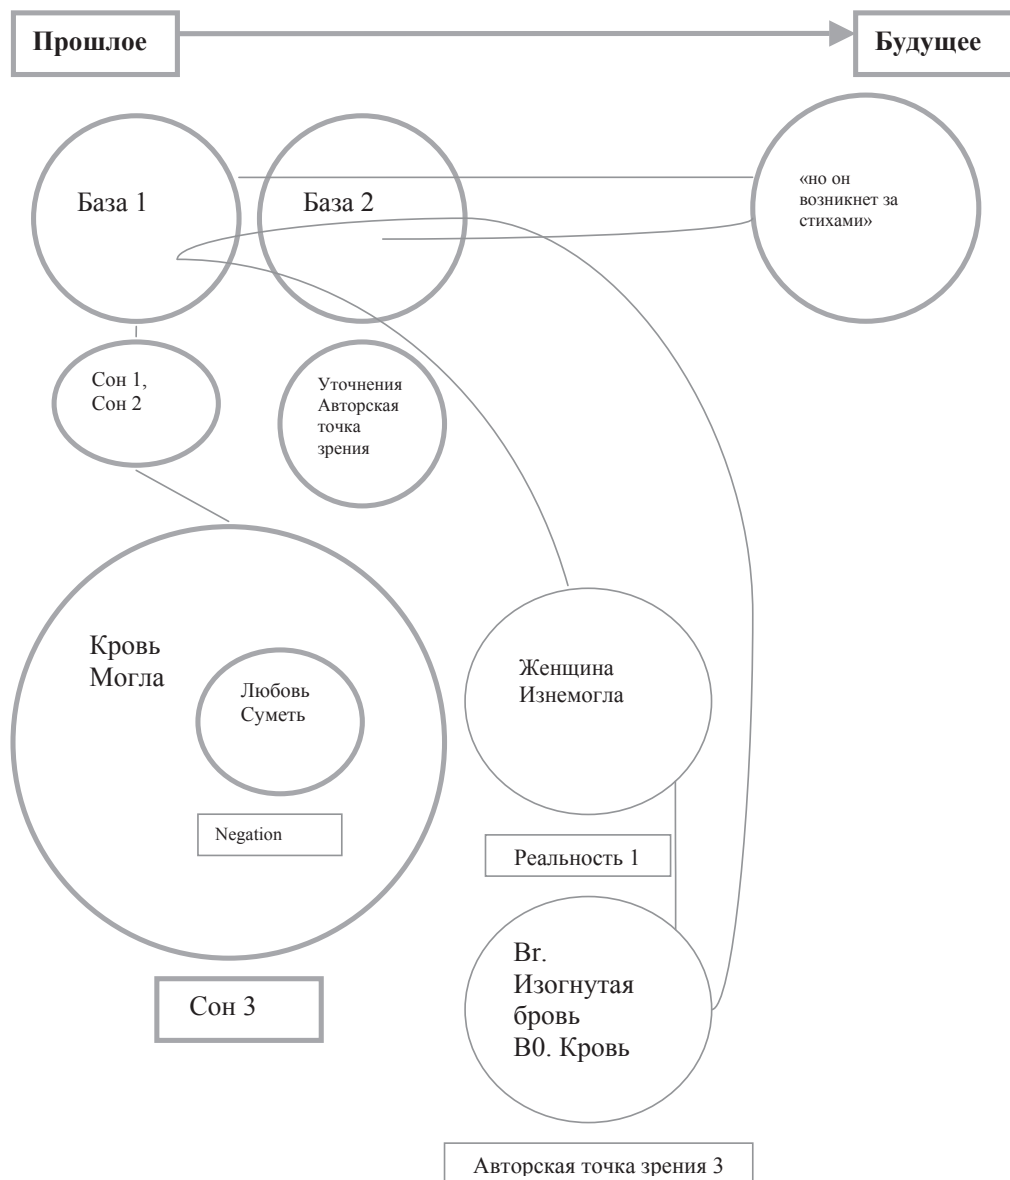 Прошлое
Будущее
База 1
База 2
«но он
возникнет за
стихами»
Сон 1,
Сон 2
Уточнения
Авторская
точка
зрения
Кровь
Могла
Любовь
Суметь
Negation
Сон 3
Женщина
Изнемогла
Реальность 1
Br.
Изогнутая
бровь
B0. Кровь
Авторская точка зрения 3